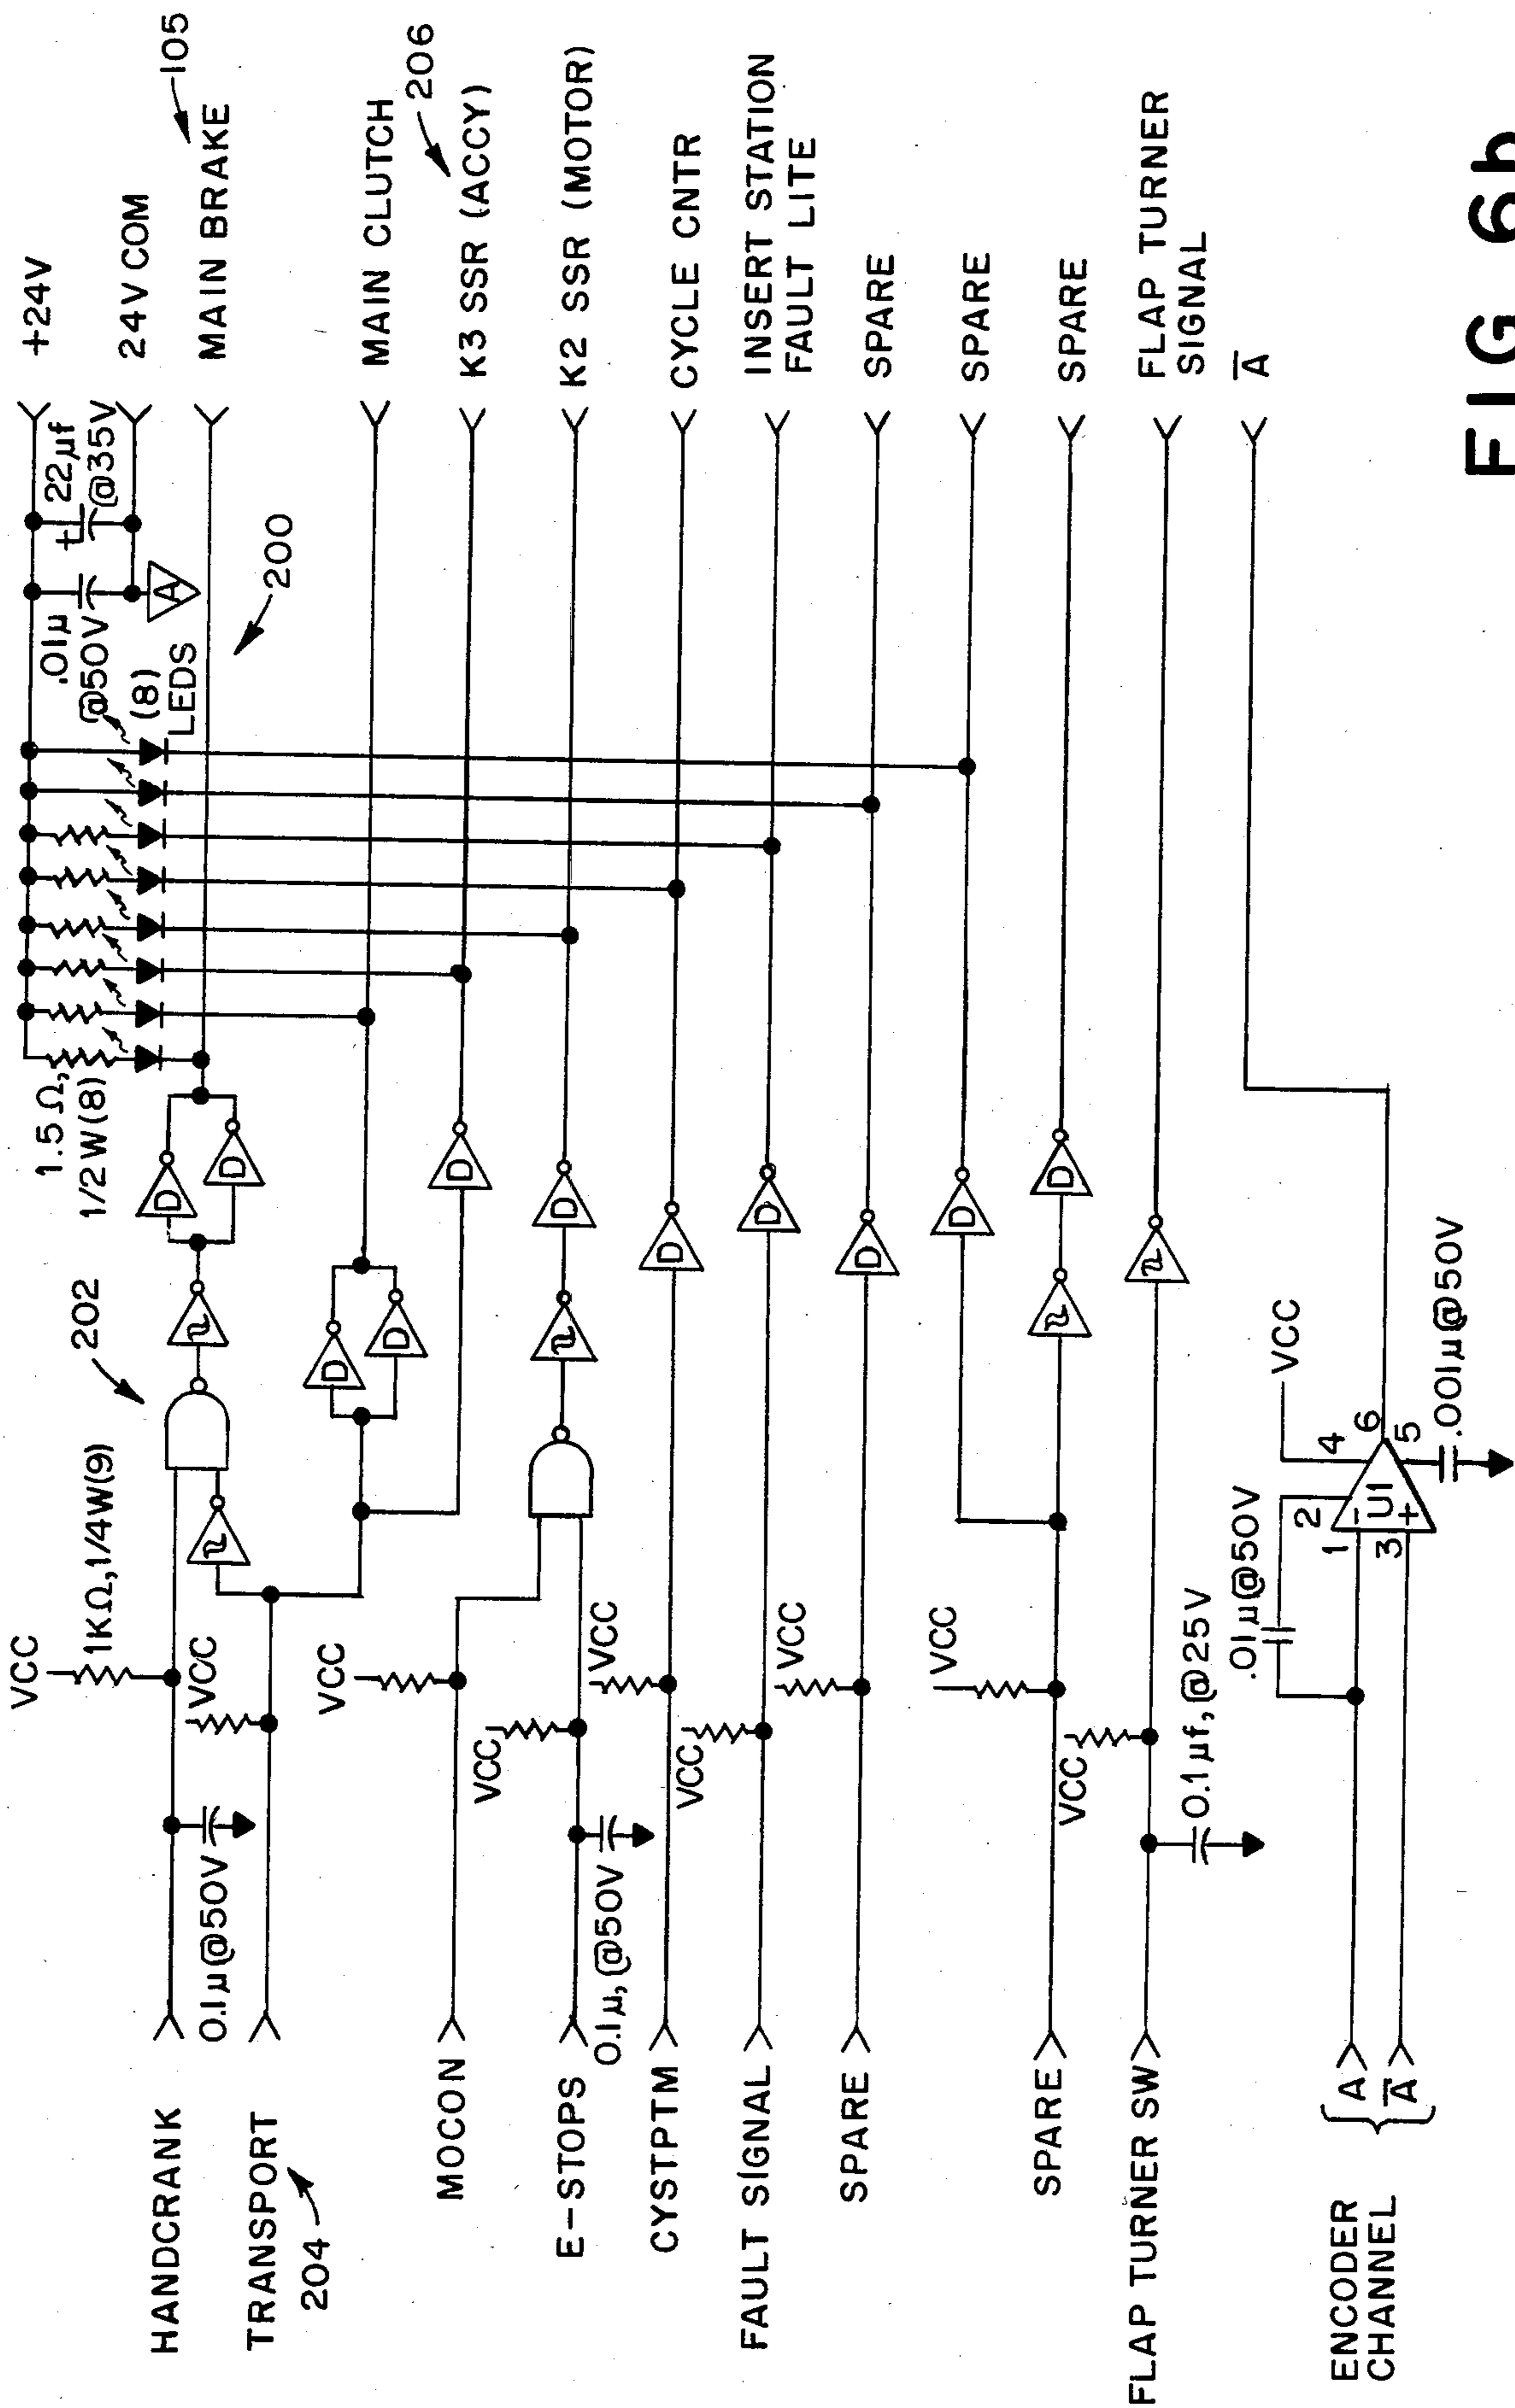 HANDCRANK
0.1µ@50V
VCC
1KΩ,1/4W(9)
VCC
202
1.5Ω,
1/2W(8)
D
D
(8)
LEDS
.01µ
@50V
22µf
@35V
+
A
+24V
24V COM
MAIN BRAKE
105
200
TRANSPORT
204
D
D
MAIN CLUTCH
D
K3 SSR (ACCY)
206
MOCON
VCC
E-STOPS
0.1µ,@50V
VCC
D
K2 SSR (MOTOR)
CYSTPTM
VCC
D
CYCLE CNTR
FAULT SIGNAL
VCC
D
INSERT STATION
FAULT LITE
SPARE
VCC
D
SPARE
D
SPARE
SPARE
VCC
D
SPARE
FLAP TURNER SW
VCC
0.1µf,@25V
FLAP TURNER
SIGNAL
ENCODER
CHANNEL
A
A̅
.01µ@50V
1
2
3
4
5
6
U1
−
+
VCC
.001µ@50V
A̅
FIG 6b